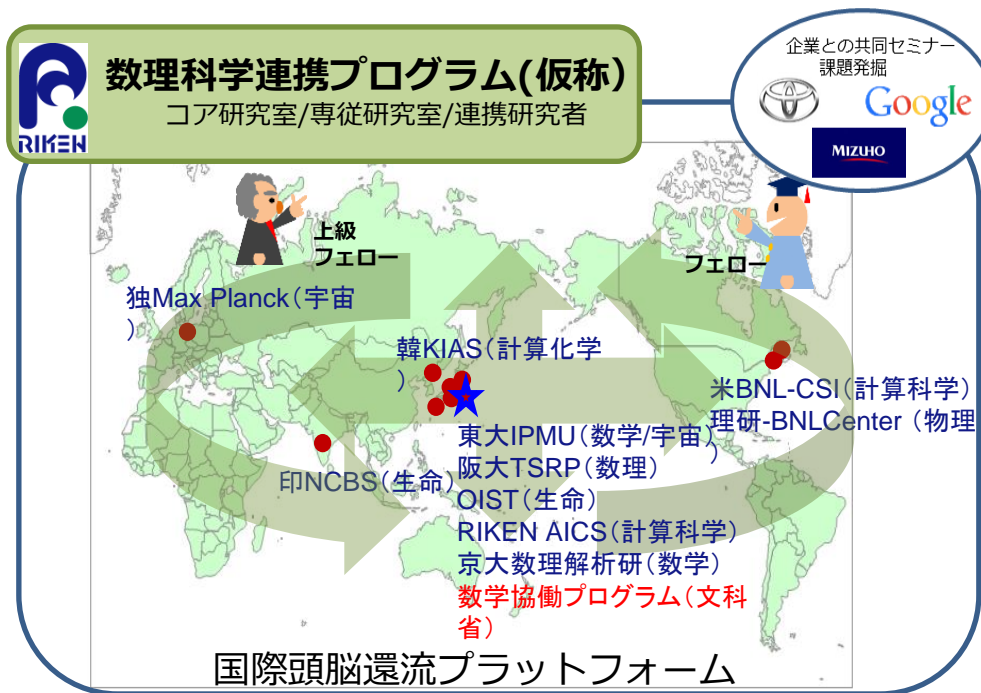 RIKEN
数理科学連携プログラム(仮称)
コア研究室/専従研究室/連携研究者
企業との共同セミナー
課題発掘
TOYOTA
Google
MIZUHO
上級
フェロー
フェロー
独Max Planck(宇宙
)
韓KIAS(計算化学
)
米BNL-CSI(計算科学)
理研-BNLCenter (物理
)
印NCBS(生命)
東大IPMU(数学/宇宙)
阪大TSRP(数理)
OIST(生命)
RIKEN AICS(計算科学)
京大数理解析研(数学)
数学協働プログラム(文科
省)
国際頭脳還流プラットフォーム